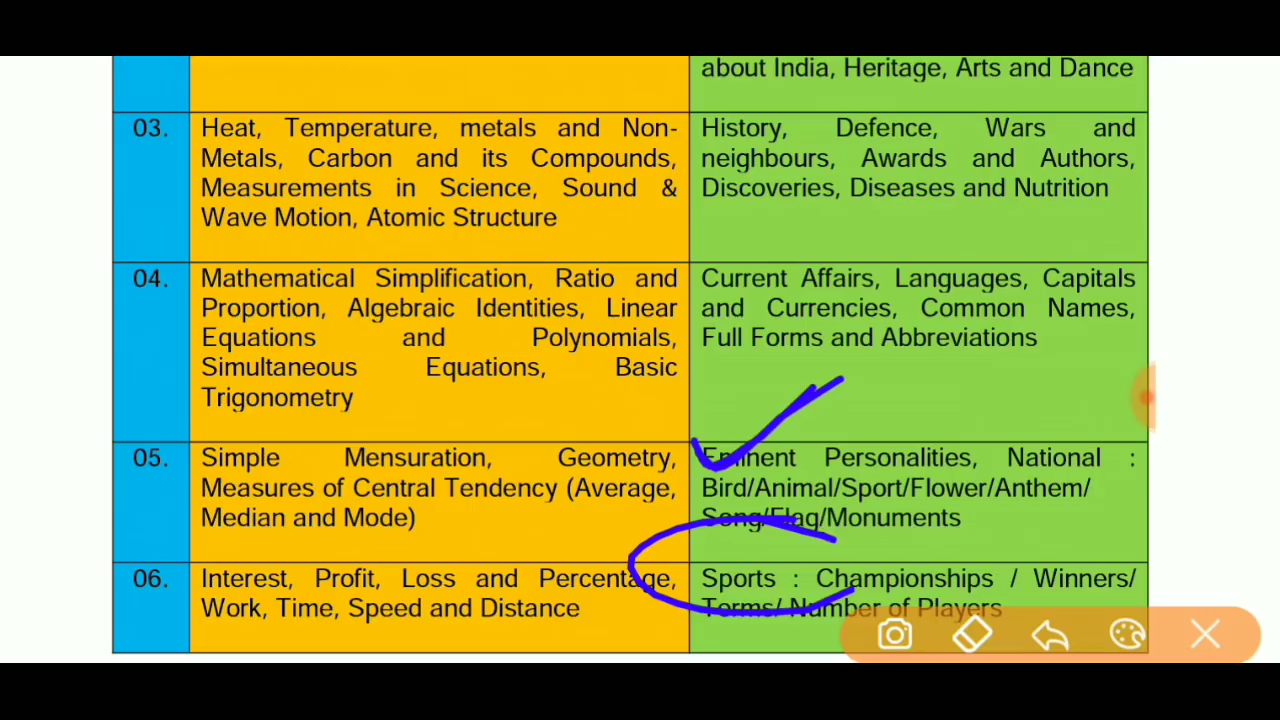 about India, Heritage, Arts and Dance
03.
Heat, Temperature, metals and Non-
Metals, Carbon and its Compounds,
Measurements in Science, Sound &
Wave Motion, Atomic Structure
History, Defence, Wars and
neighbours, Awards and Authors,
Discoveries, Diseases and Nutrition
04.
Mathematical Simplification, Ratio and
Proportion, Algebraic Identities, Linear
Equations and Polynomials,
Simultaneous Equations, Basic
Trigonometry
Current Affairs, Languages, Capitals
and Currencies, Common Names,
Full Forms and Abbreviations
05.
Simple Mensuration, Geometry,
Measures of Central Tendency (Average,
Median and Mode)
Eminent Personalities, National :
Bird/Animal/Sport/Flower/Anthem/
Song/Flag/Monuments
06.
Interest, Profit, Loss and Percentage,
Work, Time, Speed and Distance
Sports : Championships / Winners/
Terms/ Number of Players